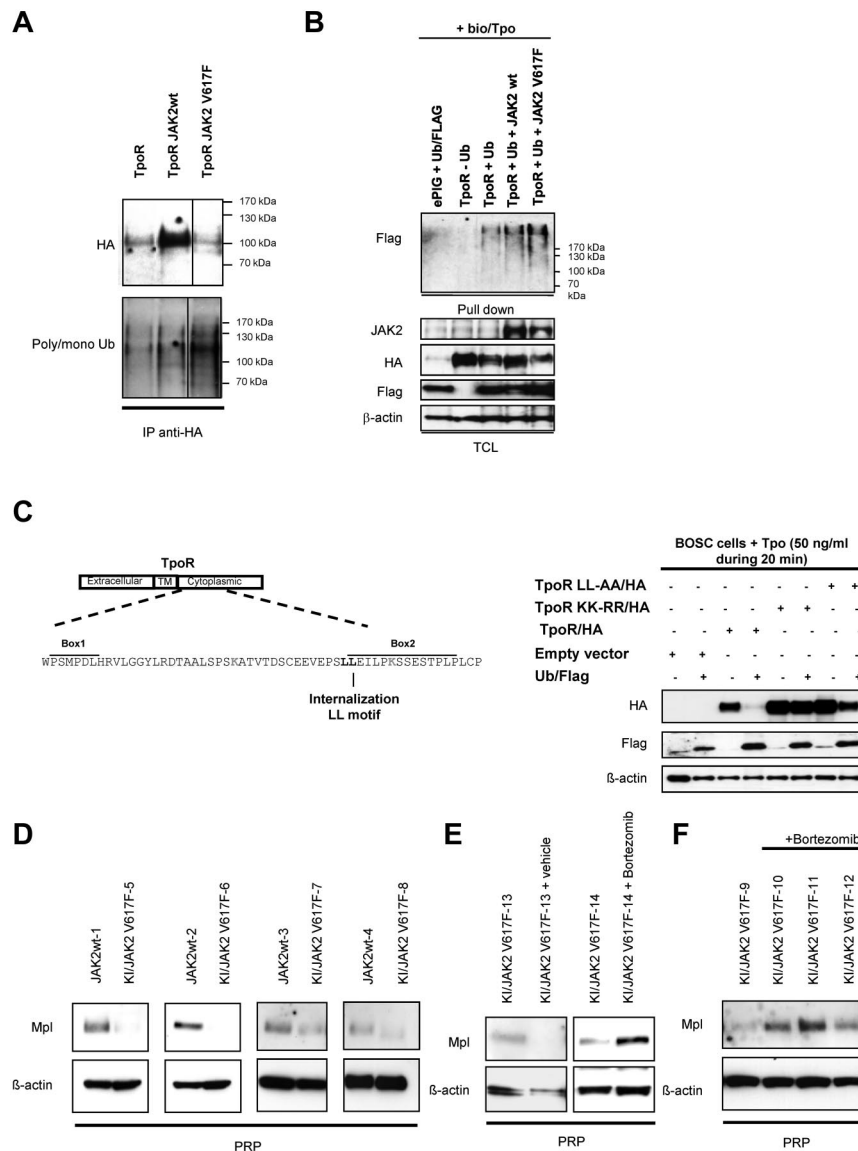 A
TpoR
TpoR JAK2wt
TpoR JAK2 V617F
HA
170 kDa
130 kDa
100 kDa
70 kDa
Poly/mono Ub
170 kDa
130 kDa
100 kDa
70 kDa
IP anti-HA
B
+ bio/Tpo
ePIG + Ub/FLAG
TpoR - Ub
TpoR + Ub
TpoR + Ub + JAK2 wt
TpoR + Ub + JAK2 V617F
Flag
170 kDa
130 kDa
100 kDa
70
kDa
Pull down
JAK2
HA
Flag
β-actin
TCL
C
TpoR
Extracellular TM Cytoplasmic
Box1 Box2
WPSMPDLHRVLGGYLRDTAALSPSKATVTDSCEEVEPSLLEILPKSSESTPLPLCP
Internalization
LL motif
BOSC cells + Tpo (50 ng/ml
during 20 min)
TpoR LL-AA/HA - - - - - - + +
TpoR KK-RR/HA - - - - + + - -
TpoR/HA - - + + - - - -
Empty vector + + - - - - - -
Ub/Flag - + - + - + - +
HA
Flag
ß-actin
D
JAK2wt-1
KI/JAK2 V617F-5
JAK2wt-2
KI/JAK2 V617F-6
JAK2wt-3
KI/JAK2 V617F-7
JAK2wt-4
KI/JAK2 V617F-8
Mpl
ß-actin
PRP
E
KI/JAK2 V617F-13
KI/JAK2 V617F-13 + vehicle
KI/JAK2 V617F-14
KI/JAK2 V617F-14 + Bortezomib
Mpl
ß-actin
PRP
F
+Bortezomib
KI/JAK2 V617F-9
KI/JAK2 V617F-10
KI/JAK2 V617F-11
KI/JAK2 V617F-12
Mpl
ß-actin
PRP